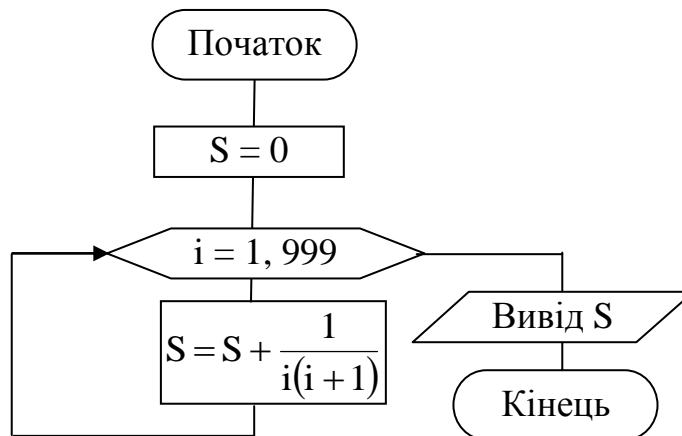 Початок
S = 0
i = 1, 999
S = S + 1/(i(i + 1))
Вивід S
Кінець